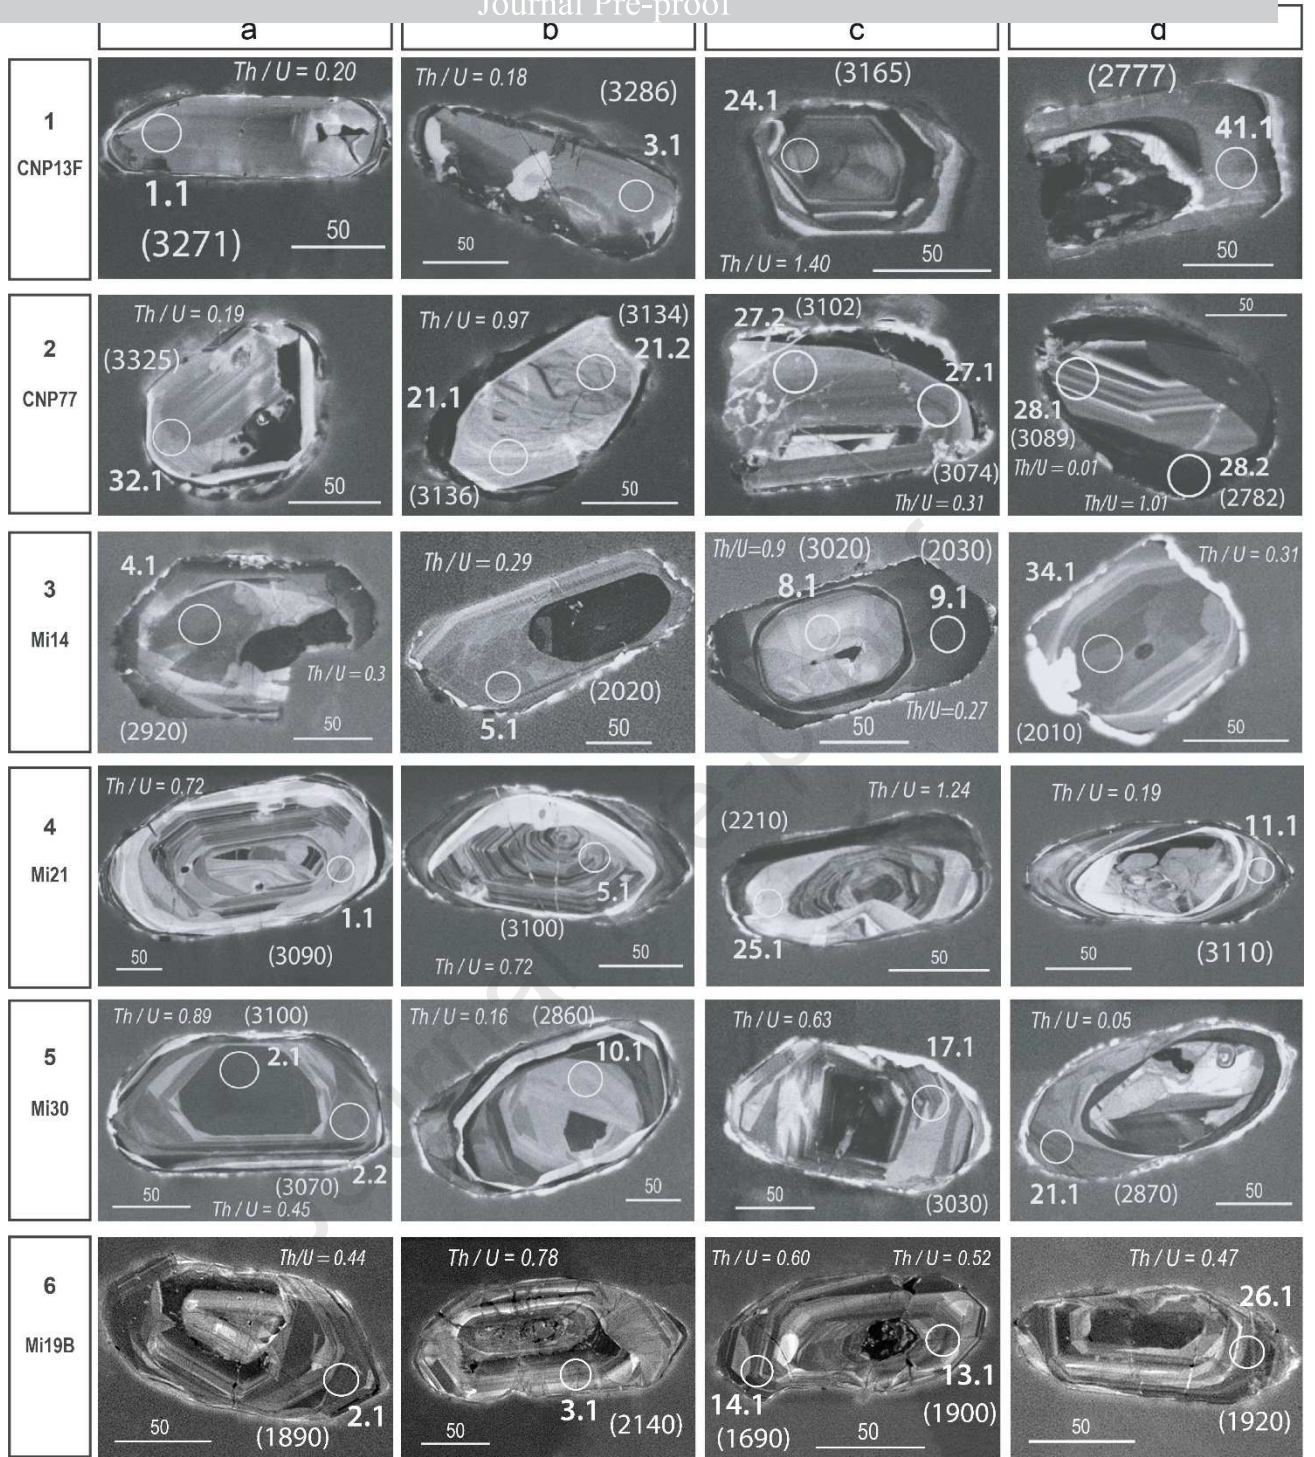 Journal Pre-proof
a b c d
1
CNP13F
Th / U = 0.20
1.1
(3271)
50
Th / U = 0.18
(3286)
3.1
50
(3165)
24.1
50
Th / U = 1.40
(2777)
41.1
50
2
CNP77
Th / U = 0.19
(3325)
32.1
50
Th / U = 0.97
(3134)
21.2
21.1
(3136)
50
27.2 (3102)
27.1
(3074)
50
Th / U = 0.31
50
28.1
(3089)
Th/U = 0.01
28.2
Th/U = 1.01 (2782)
3
Mi14
4.1
Th / U = 0.3
(2920)
50
Th / U = 0.29
(2020)
5.1
50
Th/U=0.9 (3020) (2030)
8.1
9.1
Th/U=0.27
50
34.1
Th / U = 0.31
(2010)
50
4
Mi21
Th / U = 0.72
1.1
50
(3090)
5.1
(3100)
Th / U = 0.72
50
Th / U = 1.24
(2210)
25.1
50
Th / U = 0.19
11.1
50
(3110)
5
Mi30
Th / U = 0.89 (3100)
2.1
2.2
50
(3070)
Th / U = 0.45
Th / U = 0.16 (2860)
10.1
50
Th / U = 0.63
17.1
50
(3030)
Th / U = 0.05
21.1
(2870)
50
6
Mi19B
Th/U = 0.44
2.1
50
(1890)
Th / U = 0.78
3.1
50
(2140)
Th/U = 0.60 Th / U = 0.52
13.1
14.1
(1900)
(1690)
50
Th / U = 0.47
26.1
50
(1920)